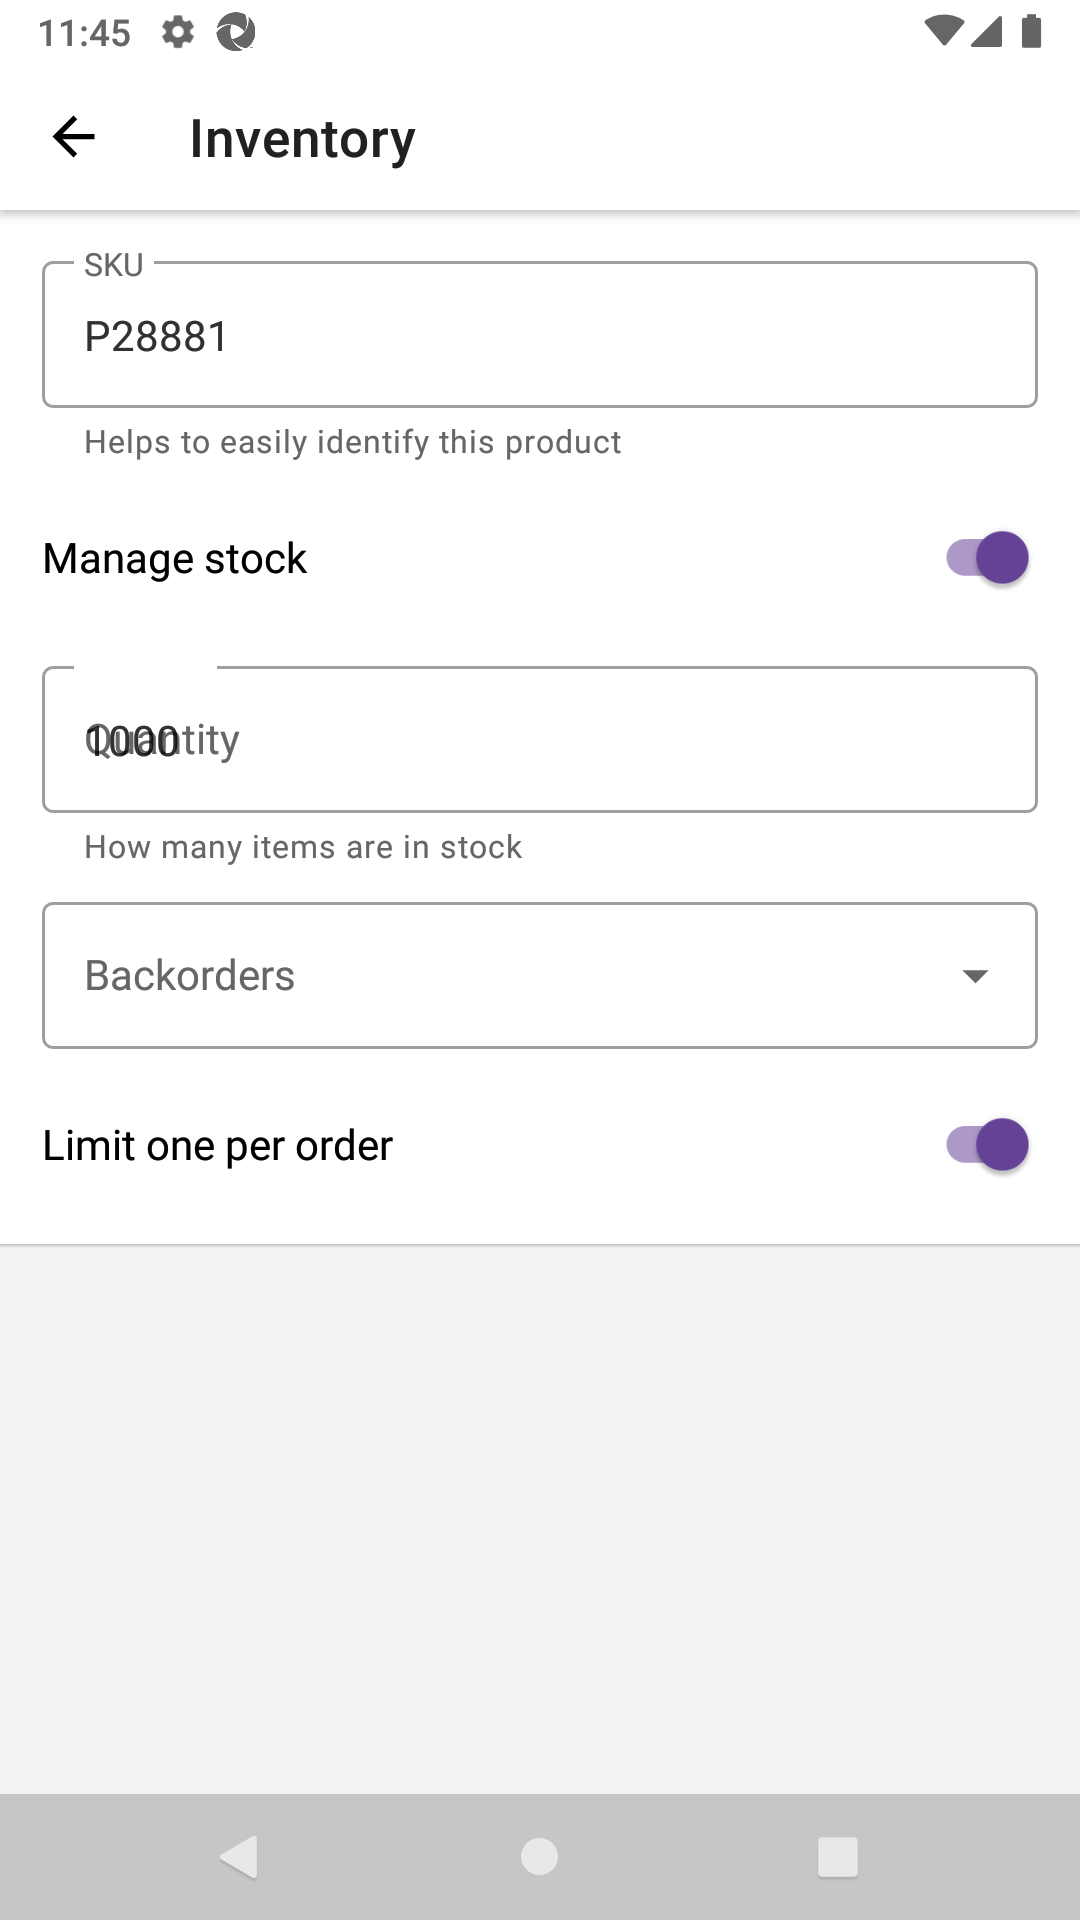 11:45
Inventory
SKU
P28881
Helps to easily identify this product
Manage stock
Quantity
1000
How many items are in stock
Backorders
Limit one per order